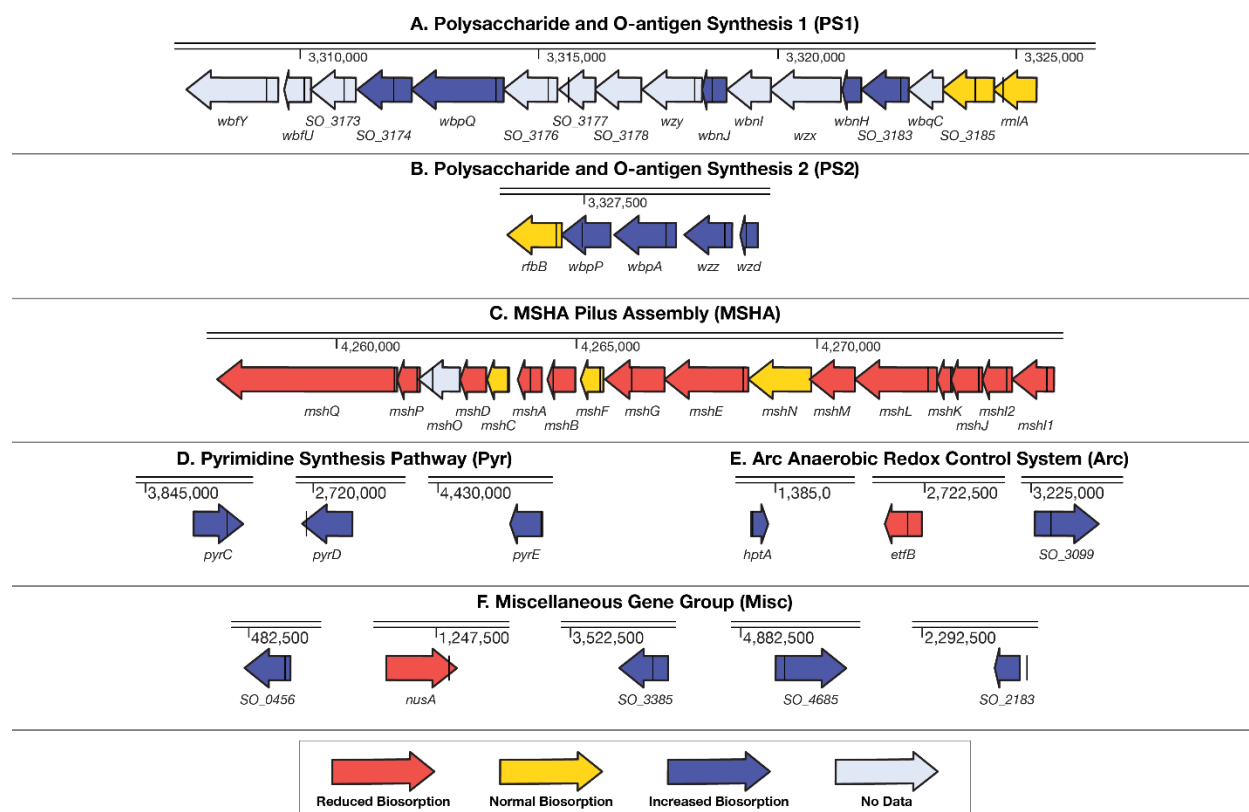 A. Polysaccharide and O-antigen Synthesis 1 (PS1)
3,310,000 3,315,000 3,320,000 3,325,000
wbfY wbfU SO_3173 SO_3174 wbpQ SO_3176 SO_3177 SO_3178 wzy wbnJ wbnI wzx wbnH SO_3183 wbqC SO_3185 rmlA
B. Polysaccharide and O-antigen Synthesis 2 (PS2)
3,327,500
rfbB wbpP wbpA wzz wzd
C. MSHA Pilus Assembly (MSHA)
4,260,000 4,265,000 4,270,000
mshQ mshP mshO mshD mshC mshA mshB mshF mshG mshE mshN mshM mshL mshK mshJ mshI2 mshI1
D. Pyrimidine Synthesis Pathway (Pyr)
3,845,000 2,720,000 4,430,000
pyrC pyrD pyrE
E. Arc Anaerobic Redox Control System (Arc)
1,385,0 2,722,500 3,225,000
hptA etfB SO_3099
F. Miscellaneous Gene Group (Misc)
482,500 1,247,500 3,522,500 4,882,500 2,292,500
SO_0456 nusA SO_3385 SO_4685 SO_2183
Reduced Biosorption Normal Biosorption Increased Biosorption No Data